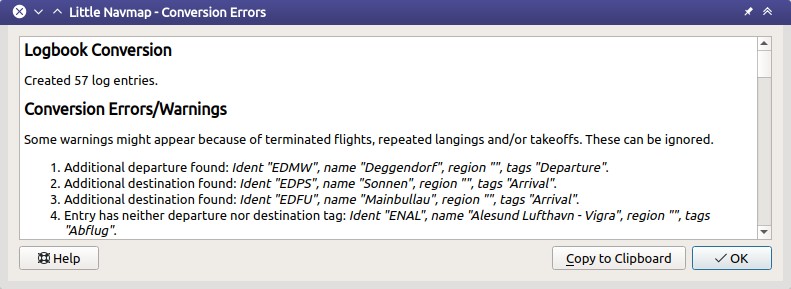 Little Navmap - Conversion Errors
Logbook Conversion
Created 57 log entries.
Conversion Errors/Warnings
Some warnings might appear because of terminated flights, repeated langings and/or takeoffs. These can be ignored.
1. Additional departure found: Ident "EDMW", name "Deggendorf", region "", tags "Departure".
2. Additional destination found: Ident "EDPS", name "Sonnen", region "", tags "Arrival".
3. Additional destination found: Ident "EDFU", name "Mainbullau", region "", tags "Arrival".
4. Entry has neither departure nor destination tag: Ident "ENAL", name "Alesund Lufthavn - Vigra", region "", tags
"Abflug".
Help
Copy to Clipboard
OK